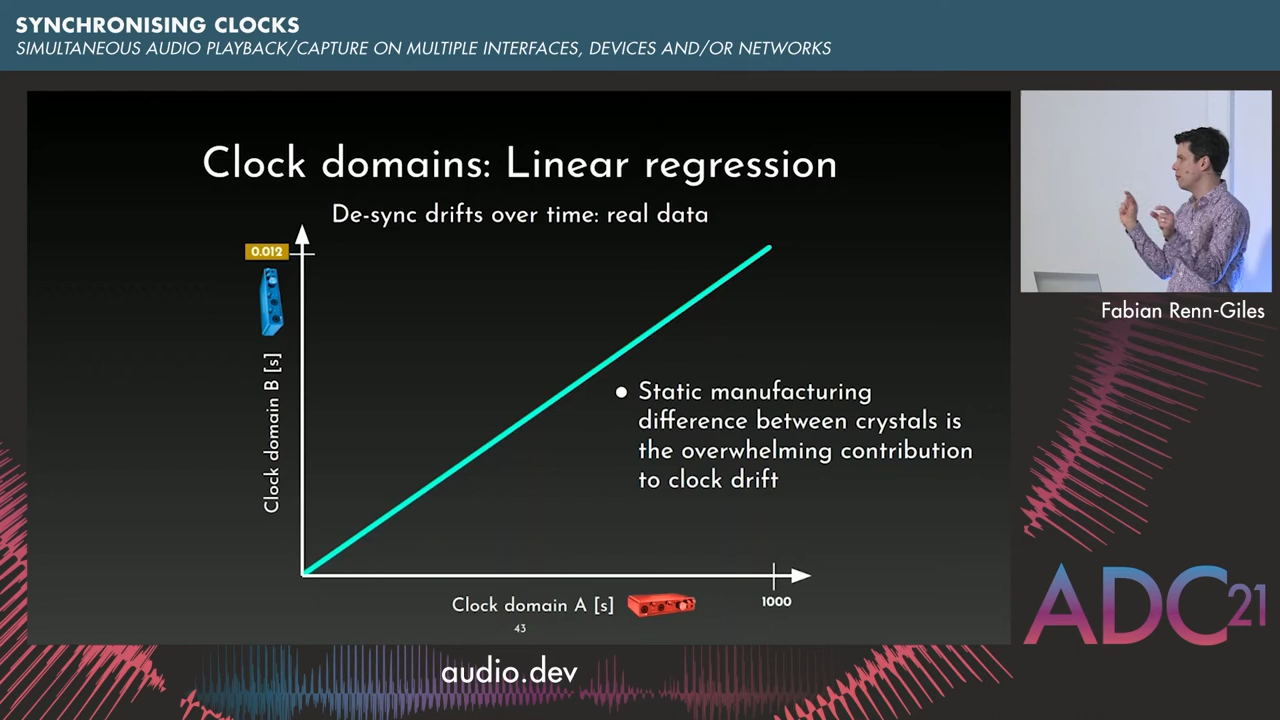 SYNCHRONISING CLOCKS
SIMULTANEOUS AUDIO PLAYBACK/CAPTURE ON MULTIPLE INTERFACES, DEVICES AND/OR NETWORKS
Clock domains: Linear regression
De-sync drifts over time: real data
0.012
Clock domain B [s]
● Static manufacturing
difference between crystals is
the overwhelming contribution
to clock drift
Clock domain A [s]
1000
43
Fabian Renn-Giles
ADC21
audio.dev